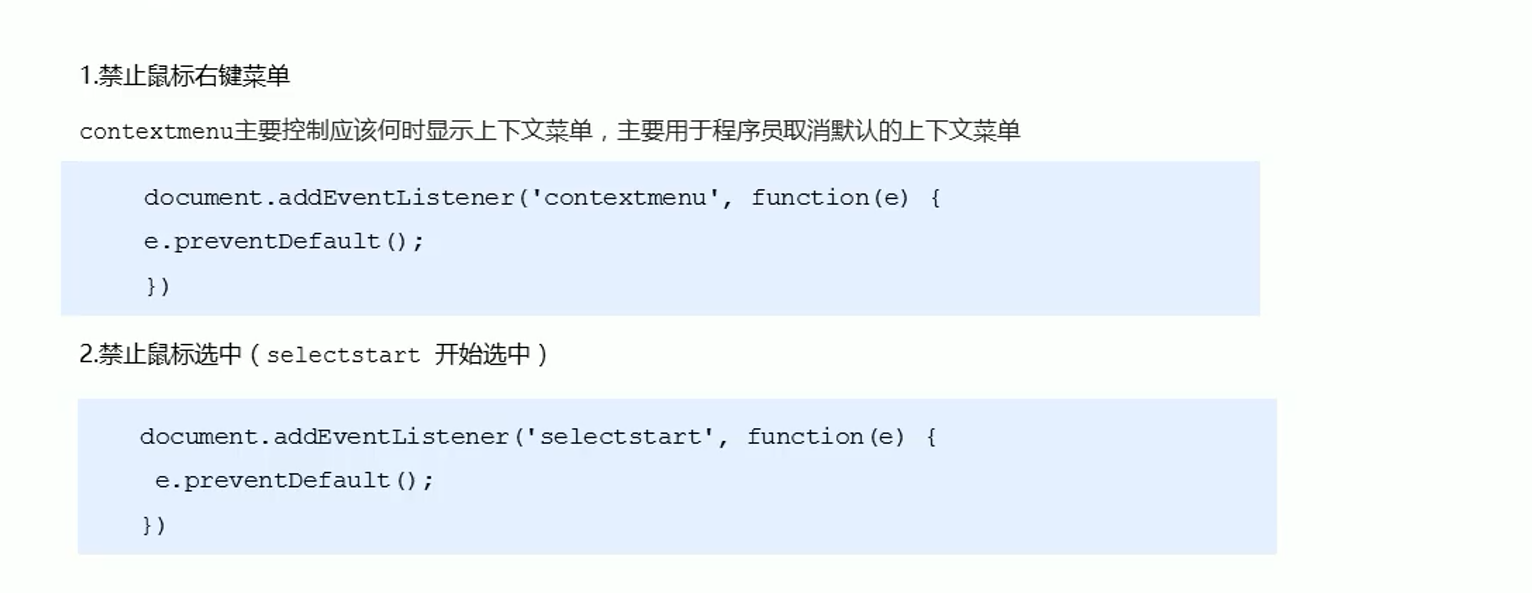 1.禁止鼠标右键菜单
contextmenu主要控制应该何时显示上下文菜单，主要用于程序员取消默认的上下文菜单
document.addEventListener('contextmenu', function(e) {
e.preventDefault();
})
2.禁止鼠标选中（selectstart 开始选中）
document.addEventListener('selectstart', function(e) {
e.preventDefault();
})